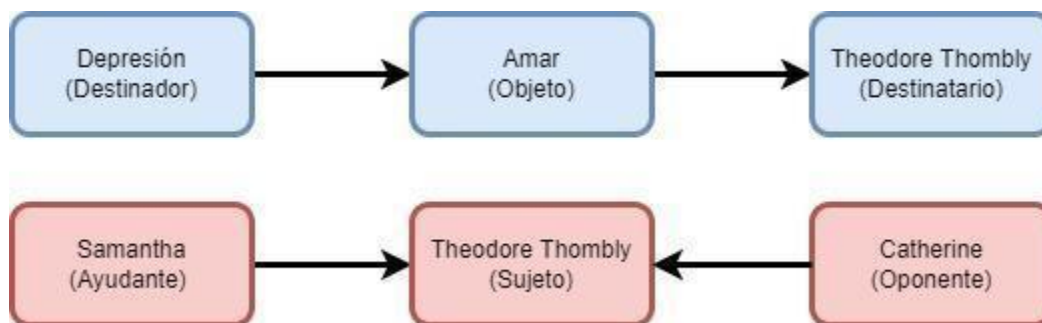 Depresión
(Destinador)
Amar
(Objeto)
Theodore Thombly
(Destinatario)
Samantha
(Ayudante)
Theodore Thombly
(Sujeto)
Catherine
(Oponente)